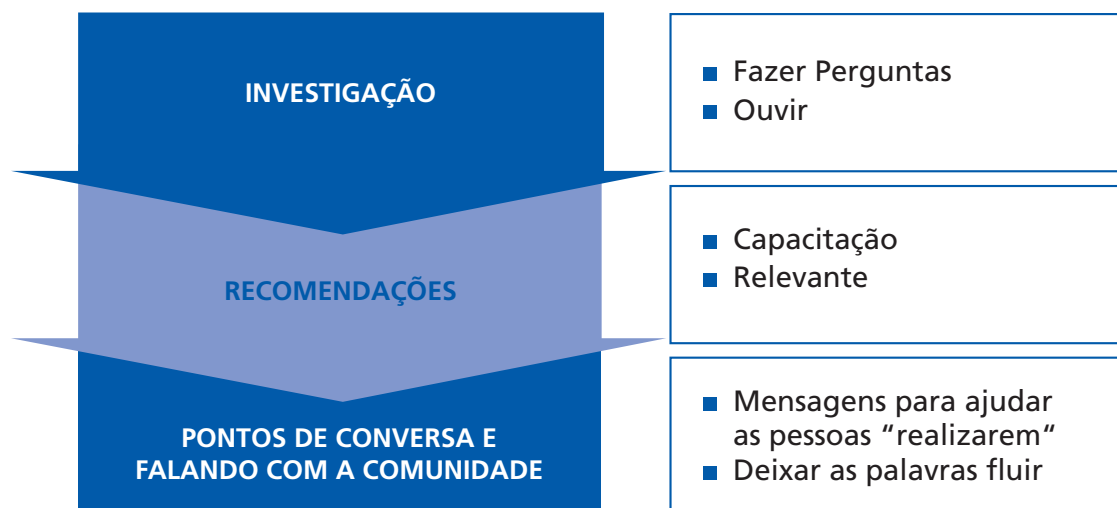 INVESTIGAÇÃO
■ Fazer Perguntas
■ Ouvir
RECOMENDAÇÕES
■ Capacitação
■ Relevante
PONTOS DE CONVERSA E
FALANDO COM A COMUNIDADE
■ Mensagens para ajudar
as pessoas “realizarem“
■ Deixar as palavras fluir